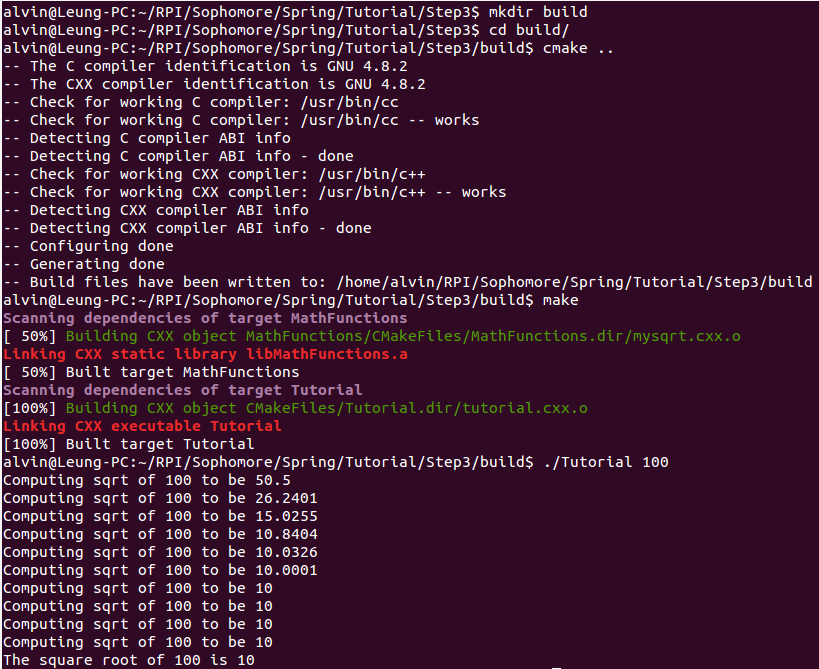 alvin@Leung-PC:~/RPI/Sophomore/Spring/Tutorial/Step3$ mkdir build
alvin@Leung-PC:~/RPI/Sophomore/Spring/Tutorial/Step3$ cd build/
alvin@Leung-PC:~/RPI/Sophomore/Spring/Tutorial/Step3/build$ cmake ..
-- The C compiler identification is GNU 4.8.2
-- The CXX compiler identification is GNU 4.8.2
-- Check for working C compiler: /usr/bin/cc
-- Check for working C compiler: /usr/bin/cc -- works
-- Detecting C compiler ABI info
-- Detecting C compiler ABI info - done
-- Check for working CXX compiler: /usr/bin/c++
-- Check for working CXX compiler: /usr/bin/c++ -- works
-- Detecting CXX compiler ABI info
-- Detecting CXX compiler ABI info - done
-- Configuring done
-- Generating done
-- Build files have been written to: /home/alvin/RPI/Sophomore/Spring/Tutorial/Step3/build
alvin@Leung-PC:~/RPI/Sophomore/Spring/Tutorial/Step3/build$ make
Scanning dependencies of target MathFunctions
[ 50%] Building CXX object MathFunctions/CMakeFiles/MathFunctions.dir/mysqrt.cxx.o
Linking CXX static library libMathFunctions.a
[ 50%] Built target MathFunctions
Scanning dependencies of target Tutorial
[100%] Building CXX object CMakeFiles/Tutorial.dir/tutorial.cxx.o
Linking CXX executable Tutorial
[100%] Built target Tutorial
alvin@Leung-PC:~/RPI/Sophomore/Spring/Tutorial/Step3/build$ ./Tutorial 100
Computing sqrt of 100 to be 50.5
Computing sqrt of 100 to be 26.2401
Computing sqrt of 100 to be 15.0255
Computing sqrt of 100 to be 10.8404
Computing sqrt of 100 to be 10.0326
Computing sqrt of 100 to be 10.0001
Computing sqrt of 100 to be 10
Computing sqrt of 100 to be 10
Computing sqrt of 100 to be 10
Computing sqrt of 100 to be 10
The square root of 100 is 10